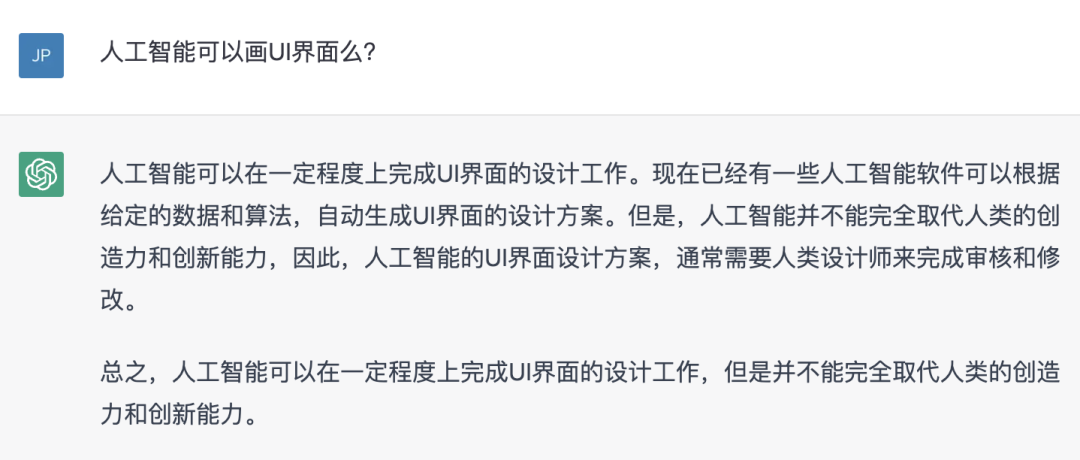 JP
人工智能可以画UI界面么?
人工智能可以在一定程度上完成UI界面的设计工作。现在已经有一些人工智能软件可以根据
给定的数据和算法，自动生成UI界面的设计方案。但是，人工智能并不能完全取代人类的创
造力和创新能力，因此，人工智能的UI界面设计方案，通常需要人类设计师来完成审核和修
改。
总之，人工智能可以在一定程度上完成UI界面的设计工作，但是并不能完全取代人类的创造
力和创新能力。